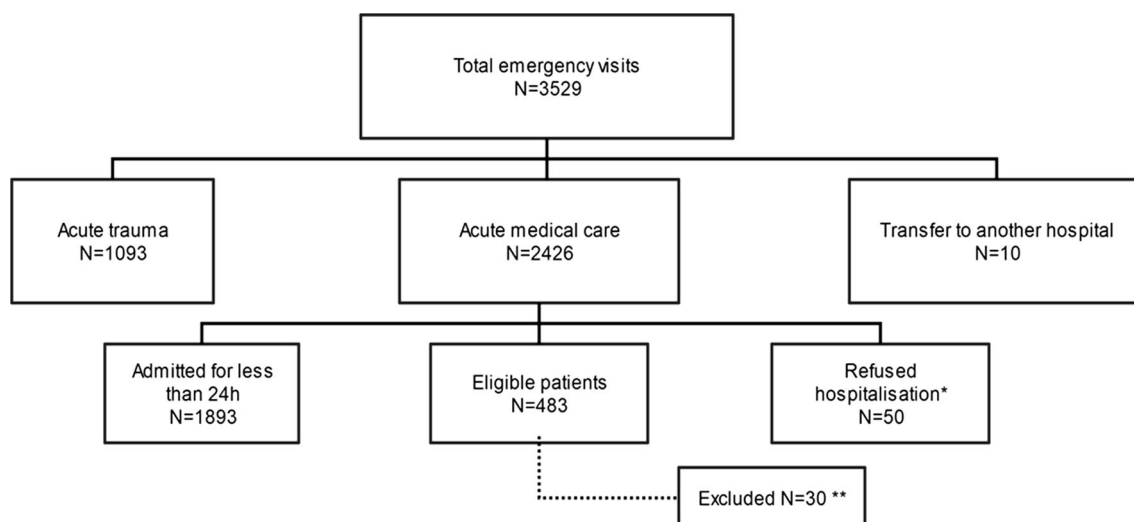 Total emergency visits
N=3529
Acute trauma
N=1093
Acute medical care
N=2426
Transfer to another hospital
N=10
Admitted for less
than 24h
N=1893
Eligible patients
N=483
Refused
hospitalisation*
N=50
Excluded N=30 **